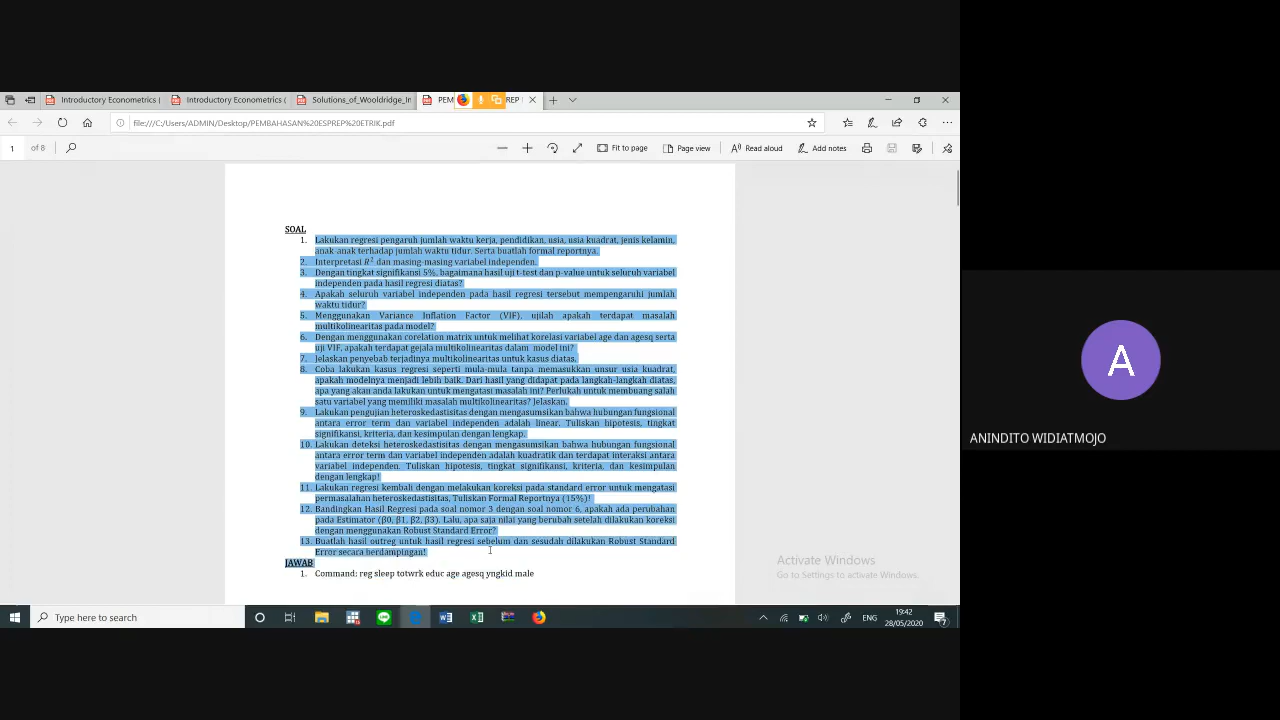 Introductory Econometrics
Introductory Econometrics (
Solutions_of_Wooldridge_In
PEM
REP
file:///C:/Users/ADMIN/Desktop/PEMBAHASAN%20ESPREP%20ETRIK.pdf
1 of 8
Fit to page
Page view
Read aloud
Add notes
SOAL
1. Lakukan regresi pengaruh jumlah waktu kerja, pendidikan, usia, usia kuadrat, jenis kelamin,
anak-anak terhadap jumlah waktu tidur. Serta buatlah formal reportnya.
2. Interpretasi R² dan masing-masing variabel independen.
3. Dengan tingkat signifikansi 5%, bagaimana hasil uji t-test dan p-value untuk seluruh variabel
independen pada hasil regresi diatas?
4. Apakah seluruh variabel independen pada hasil regresi tersebut mempengaruhi jumlah
waktu tidur?
5. Menggunakan Variance Inflation Factor (VIF), ujilah apakah terdapat masalah
multikolinearitas pada model?
6. Dengan menggunakan corelation matrix untuk melihat korelasi variabel age dan agesq serta
uji VIF, apakah terdapat gejala multikolinearitas dalam model ini?
7. Jelaskan penyebab terjadinya multikolinearitas untuk kasus diatas.
8. Coba lakukan kasus regresi seperti mula-mula tanpa memasukkan unsur usia kuadrat,
apakah modelnya menjadi lebih baik. Dari hasil yang didapat pada langkah-langkah diatas,
apa yang akan anda lakukan untuk mengatasi masalah ini? Perlukah untuk membuang salah
satu variabel yang memiliki masalah multikolinearitas? Jelaskan.
9. Lakukan pengujian heteroskedastisitas dengan mengasumsikan bahwa hubungan fungsional
antara error term dan variabel independen adalah linear. Tuliskan hipotesis, tingkat
signifikansi, kriteria, dan kesimpulan dengan lengkap.
10. Lakukan deteksi heteroskedastisitas dengan mengasumsikan bahwa hubungan fungsional
antara error term dan variabel independen adalah kuadratik dan terdapat interaksi antara
variabel independen. Tuliskan hipotesis, tingkat signifikansi, kriteria, dan kesimpulan
dengan lengkap!
11. Lakukan regresi kembali dengan melakukan koreksi pada standard error untuk mengatasi
permasalahan heteroskedastisitas, Tuliskan Formal Reportnya (15%)!
12. Bandingkan Hasil Regresi pada soal nomor 3 dengan soal nomor 6, apakah ada perubahan
pada Estimator (β0, β1, β2, β3). Lalu, apa saja nilai yang berubah setelah dilakukan koreksi
dengan menggunakan Robust Standard Error?
13. Buatlah hasil outreg untuk hasil regresi sebelum dan sesudah dilakukan Robust Standard
Error secara berdampingan!
JAWAB
1. Command: reg sleep totwrk educ age agesq yngkid male
Activate Windows
Go to Settings to activate Windows.
A
ANINDITO WIDIATMOJO
Type here to search
ENG
19:42
28/05/2020